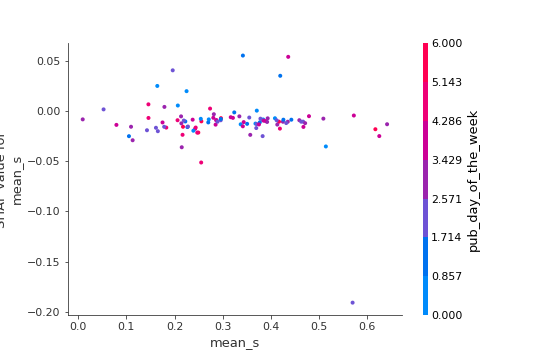 0.05
0.00
−0.05
−0.10
−0.15
−0.20
SHAP value for
mean_s
0.0 0.1 0.2 0.3 0.4 0.5 0.6
mean_s
6.000
5.143
4.286
3.429
2.571
1.714
0.857
0.000
pub_day_of_the_week